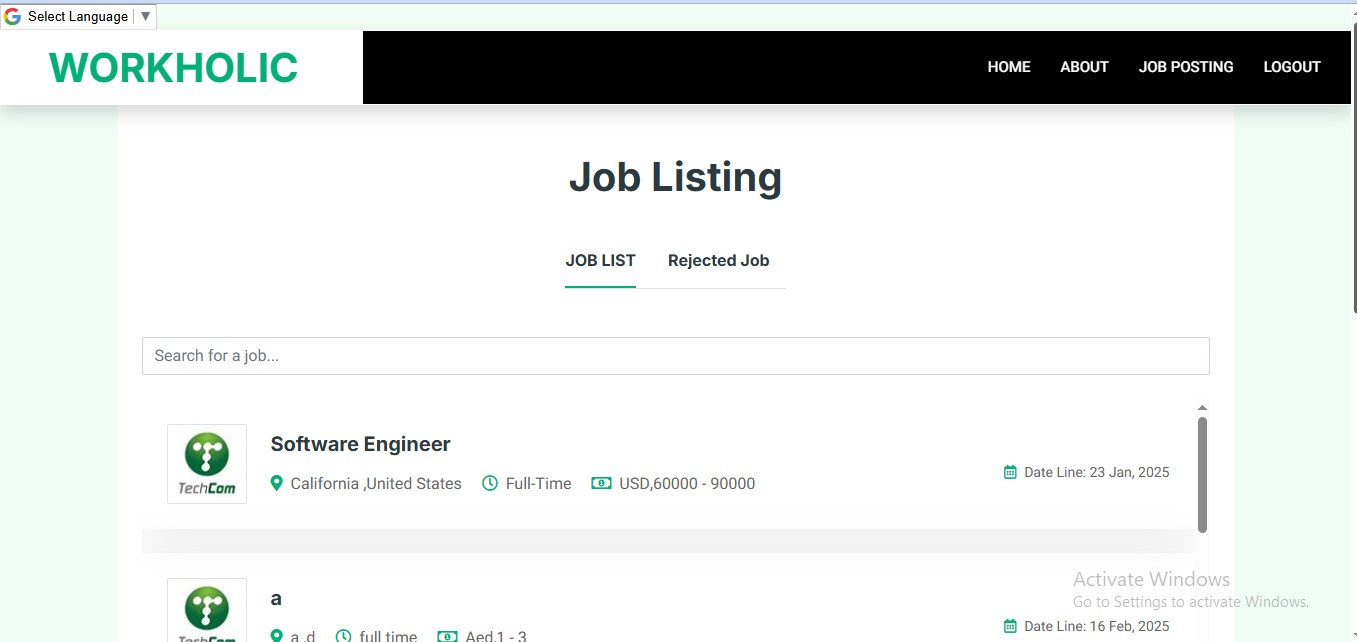 Select Language ▼
WORKHOLIC
HOME ABOUT JOB POSTING LOGOUT
Job Listing
JOB LIST Rejected Job
Search for a job...
TechCom
Software Engineer
California ,United States Full-Time USD,60000 - 90000
Date Line: 23 Jan, 2025
TechCom
a
a ,d full time Aed,1 - 3
Date Line: 16 Feb, 2025
Activate Windows
Go to Settings to activate Windows.